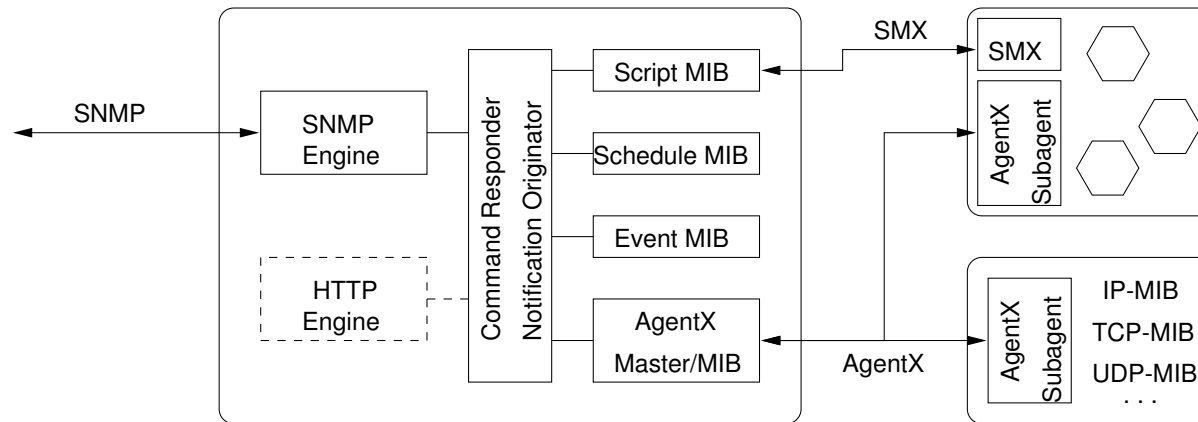 SNMP
SNMP
Engine
HTTP
Engine
Command Responder
Notification Originator
Script MIB
Schedule MIB
Event MIB
AgentX
Master/MIB
SMX
AgentX
SMX
AgentX
Subagent
AgentX
Subagent
IP-MIB
TCP-MIB
UDP-MIB
. . .